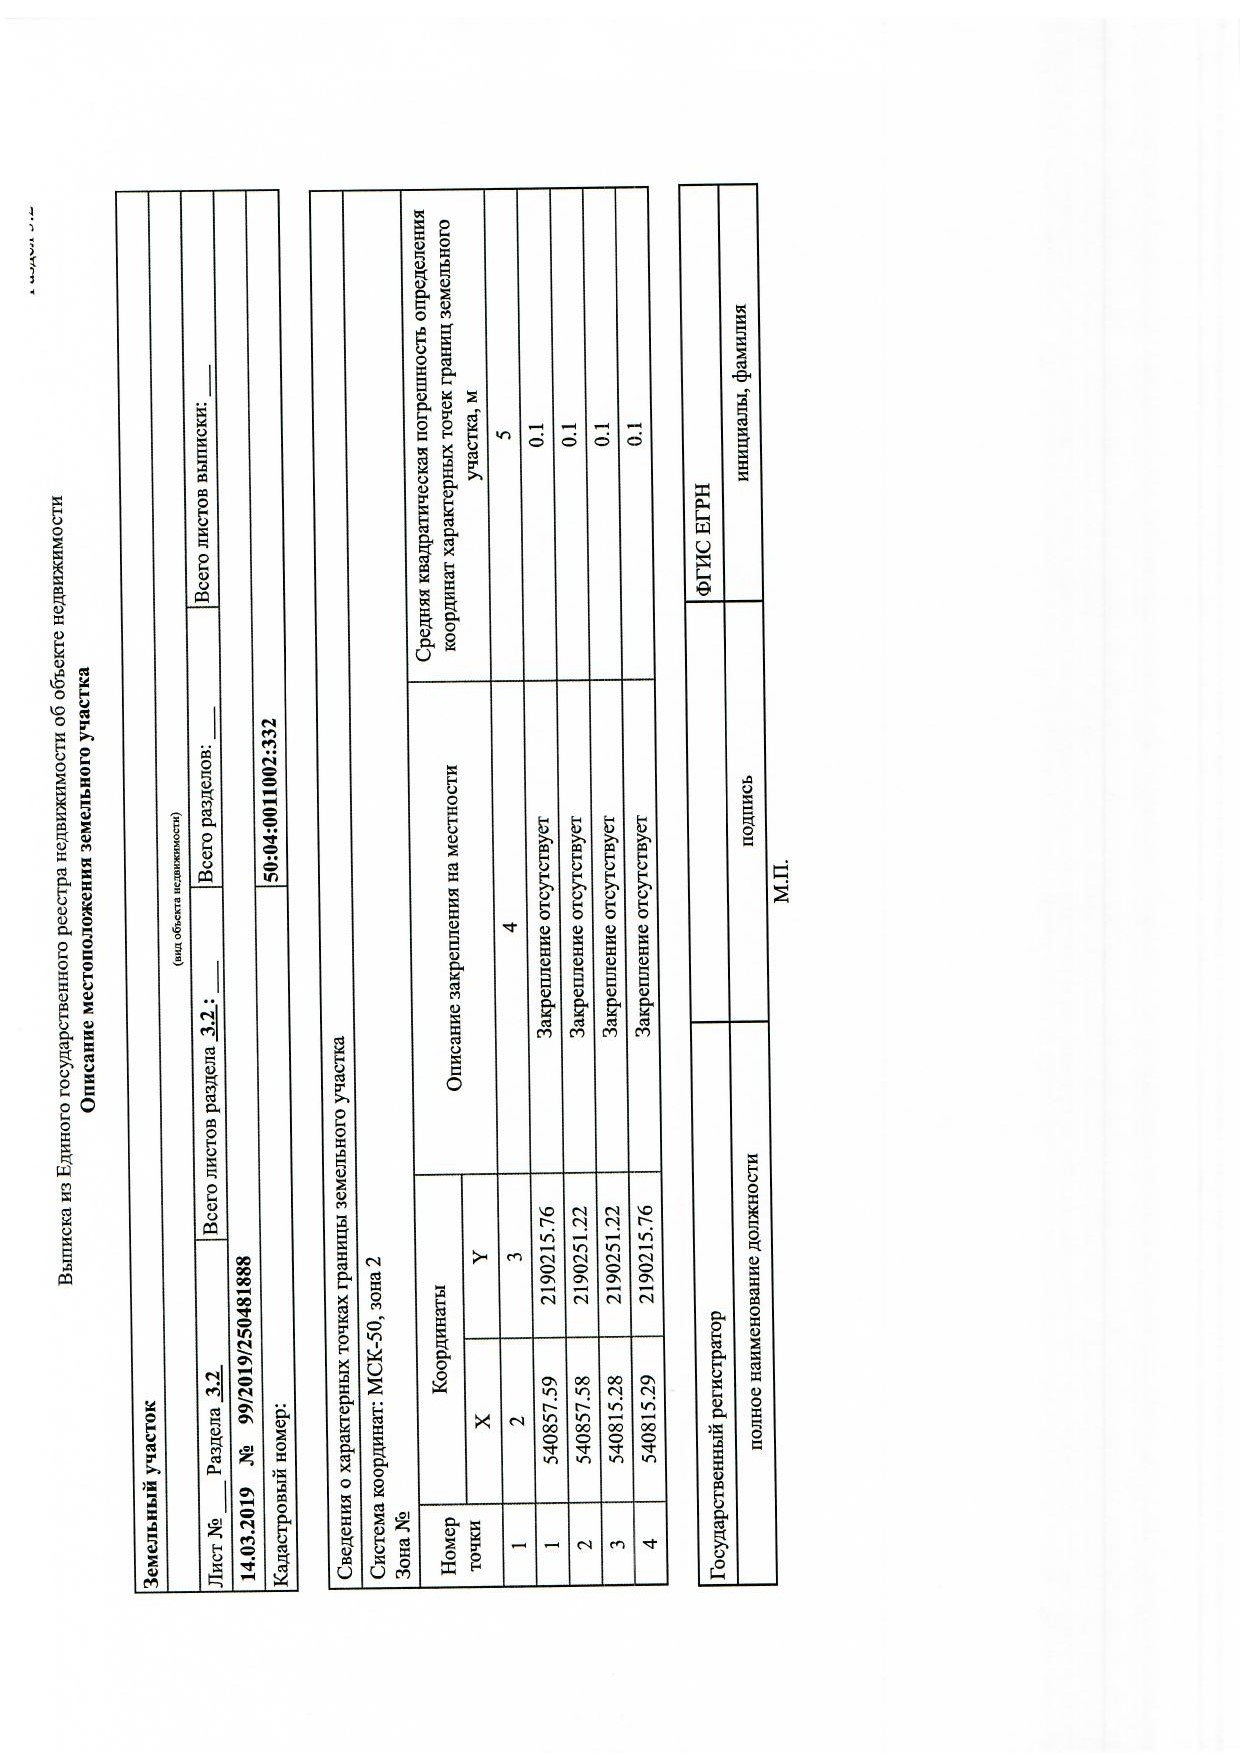 Раздел 3.2
Выписка из Единого государственного реестра недвижимости об объекте недвижимости
Описание местоположения земельного участка
Земельный участок
(вид объекта недвижимости)
Лист № ___ Раздела 3.2 Всего листов раздела 3.2 : ___ Всего разделов: ___ Всего листов выписки: ___
14.03.2019 № 99/2019/250481888
Кадастровый номер: 50:04:0011002:332
Сведения о характерных точках границы земельного участка
Система координат: МСК-50, зона 2
Зона №
Номер точки Координаты Описание закрепления на местности Средняя квадратическая погрешность определения координат характерных точек границ земельного участка, м
X Y
1 2 3 4 5
1 540857.59 2190215.76 Закрепление отсутствует 0.1
2 540857.58 2190251.22 Закрепление отсутствует 0.1
3 540815.28 2190251.22 Закрепление отсутствует 0.1
4 540815.29 2190215.76 Закрепление отсутствует 0.1
Государственный регистратор ФГИС ЕГРН
полное наименование должности подпись инициалы, фамилия
М.П.